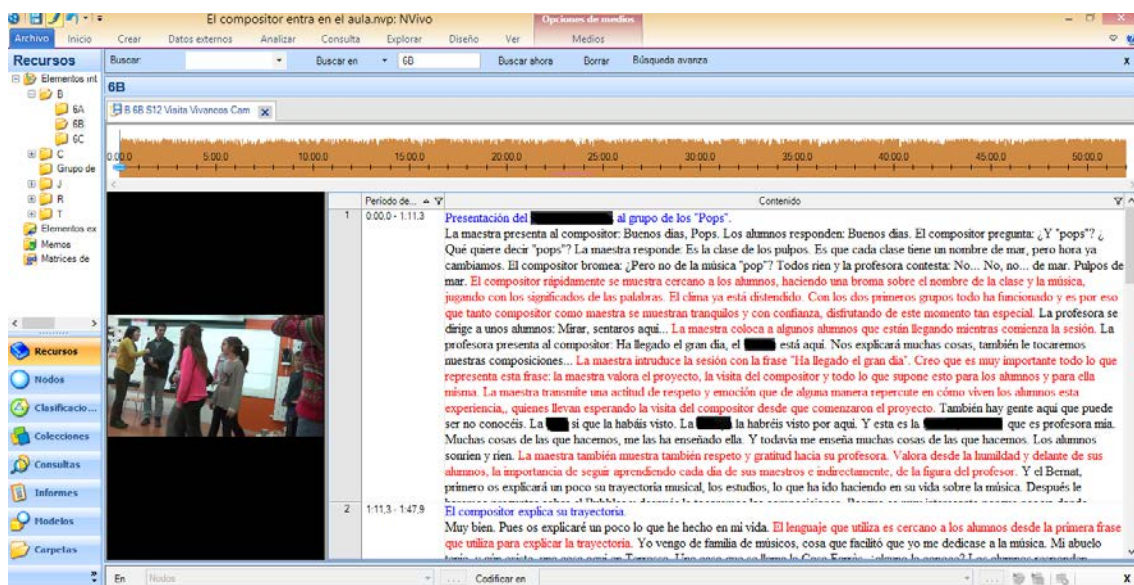 El compositor entra en el aula.nvp: NVivo
Opciones de medios
Archivo Inicio Crear Datos externos Analizar Consulta Explorar Diseño Ver Medios
Recursos
Buscar: Buscar en 6B Buscar ahora Borrar Búsqueda avanza x
Elementos int
B
6A
6B
6C
C
Grupo de
J
R
T
Elementos ex
Memos
Matrices de
6B
B 6B S12 Visita Vivancos Cam
0:00.0 5:00.0 10:00.0 15:00.0 20:00.0 25:00.0 30:00.0 35:00.0 40:00.0 45:00.0 50:00.0
Período de... Contenido
1 0:00.0 - 1:11.3 Presentación del al grupo de los "Pops".
La maestra presenta al compositor: Buenos días, Pops. Los alumnos responden: Buenos días. El compositor pregunta: ¿Y "pops"? ¿
Qué quiere decir "pops"? La maestra responde: Es la clase de los pulpos. Es que cada clase tiene un nombre de mar, pero hora ya
cambiamos. El compositor bromea: ¿Pero no de la música "pop"? Todos rien y la profesora contesta: No... No, no... de mar. Pulpos de
mar. El compositor rápidamente se muestra cercano a los alumnos, haciendo una broma sobre el nombre de la clase y la música,
jugando con los significados de las palabras. El clima ya está distendido. Con los dos primeros grupos todo ha funcionado y es por eso
que tanto compositor como maestra se muestran tranquilos y con confianza, disfrutando de este momento tan especial. La profesora se
dirige a unos alumnos: Mirar, sentaros aquí... La maestra coloca a algunos alumnos que están llegando mientras comienza la sesión. La
profesora presenta al compositor: Ha llegado el gran día, el está aquí. Nos explicará muchas cosas, también le tocaremos
nuestras composiciones... La maestra intruduce la sesión con la frase "Ha llegado el gran día". Creo que es muy importante todo lo que
representa esta frase: la maestra valora el proyecto, la visita del compositor y todo lo que supone esto para los alumnos y para ella
misma. La maestra transmite una actitud de respeto y emoción que de alguna manera repercute en cómo viven los alumnos esta
experiencia,, quienes llevan esperando la visita del compositor desde que comenzaron el proyecto. También hay gente aqui que puede
ser no conocéis. La sí que la habáis visto. La la habréis visto por aqui. Y esta es la que es profesora mía.
Muchas cosas de las que hacemos, me las ha enseñado ella. Y todavía me enseña muchas cosas de las que hacemos. Los alumnos
sonrien y rien. La maestra también muestra también respeto y gratitud hacia su profesora. Valora desde la humildad y delante de sus
alumnos, la importancia de seguir aprendiendo cada día de sus maestros e indirectamente, de la figura del profesor. Y el Bernat,
primero os explicará un poco su trayectoria musical, los estudios, lo que ha ido haciendo en su vida sobre la música. Después le
2 1:11,3 - 1:47,9 El compositor explica su trayectoria.
Muy bien. Pues os explicaré un poco lo que he hecho en mi vida. El lenguaje que utiliza es cercano a los alumnos desde la primera frase
que utiliza para explicar la trayectoria. Yo vengo de familia de músicos, cosa que facilitó que yo me dedicase a la música. Mi abuelo
Recursos
Nodos
Clasificacio...
Colecciones
Consultas
Informes
Modelos
Carpetas
En Nodos Codificar en